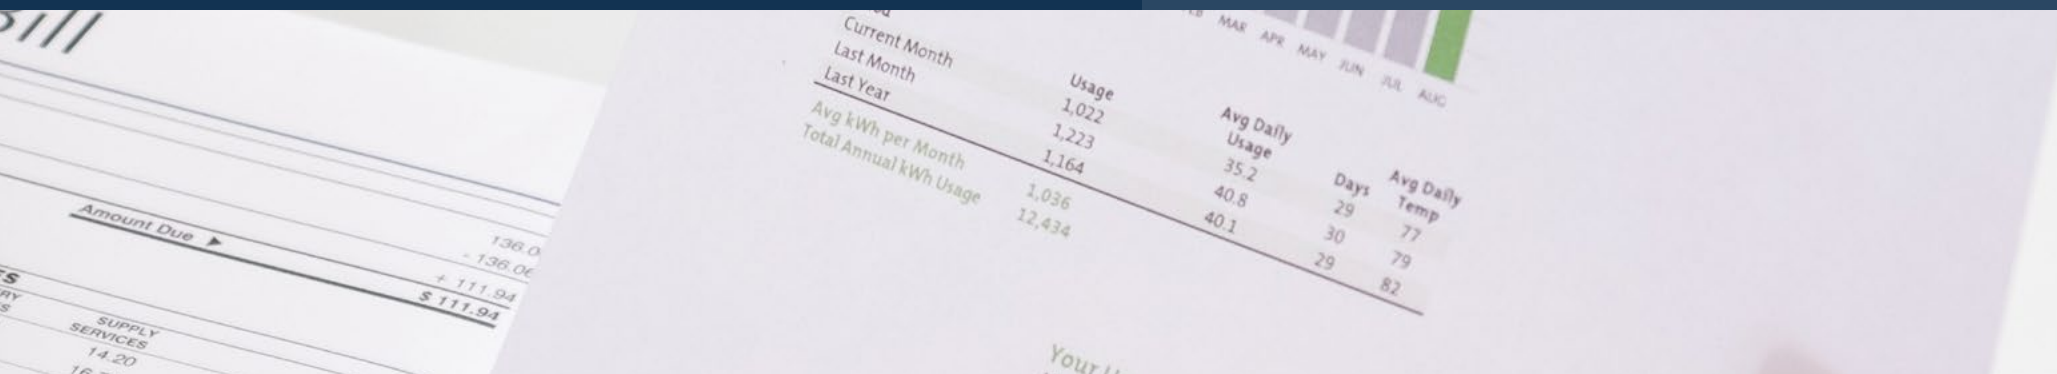 Bill
136.0
- 136.06
+ 111.94
Amount Due ▶ $ 111.94
SUPPLY
SERVICES
14.20
MAR APR MAY JUN JUL AUG
Usage Avg Daily Usage Days Avg Daily Temp
Current Month 1,022 35.2 29 77
Last Month 1,223 40.8 30 79
Last Year 1,164 40.1 29 82
Avg kWh per Month 1,036
Total Annual kWh Usage 12,434
Your